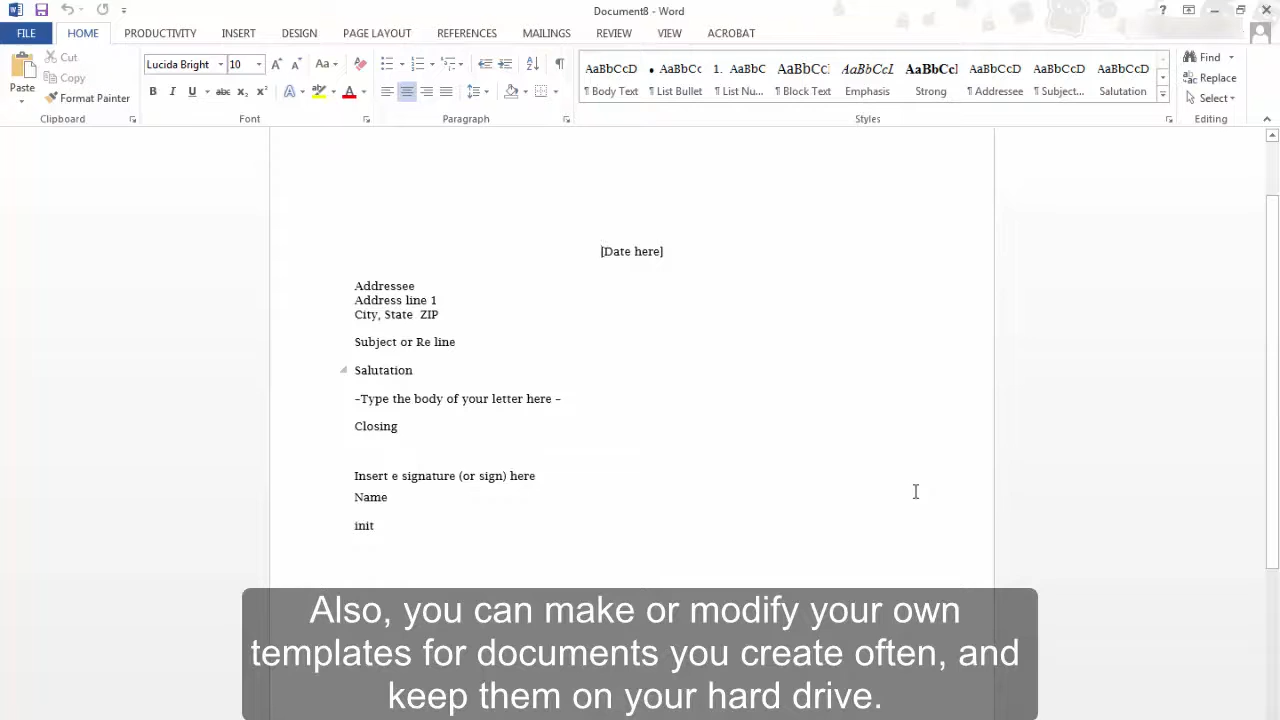 Document8 - Word
FILE HOME PRODUCTIVITY INSERT DESIGN PAGE LAYOUT REFERENCES MAILINGS REVIEW VIEW ACROBAT
Paste
Cut
Copy
Format Painter
Clipboard
Lucida Bright 10
Font
Paragraph
AaBbCcD • AaBbCc 1. AaBbC AaBbCc AaBbCcL AaBbCc AaBbCcD AaBbCcD AaBbCcD
¶ Body Text ¶ List Bullet ¶ List Nu... ¶ Block Text Emphasis Strong ¶ Addressee ¶ Subject... Salutation
Styles
Find
Replace
Select
Editing
[Date here]
Addressee
Address line 1
City, State ZIP
Subject or Re line
Salutation
-Type the body of your letter here -
Closing
Insert e signature (or sign) here
Name
init
Also, you can make or modify your own
templates for documents you create often, and
keep them on your hard drive.